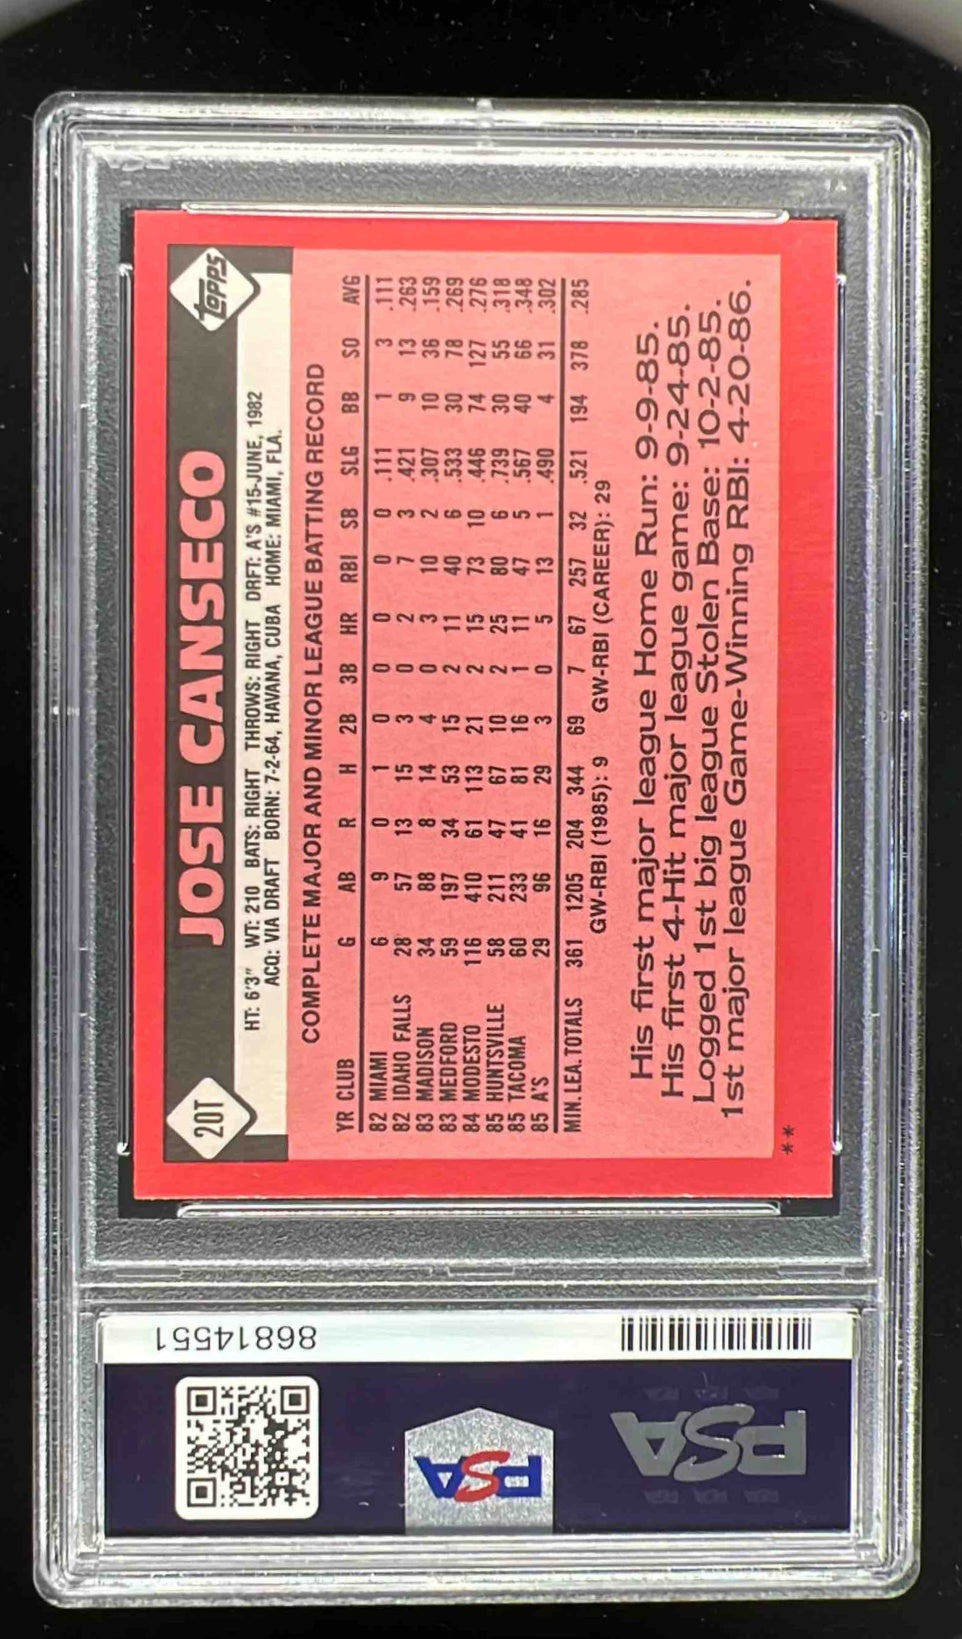 20T JOSE CANSECO topps
HT: 6'3" WT: 210 BATS: RIGHT THROWS: RIGHT DRFT: A'S #15-JUNE, 1982
ACQ: VIA DRAFT BORN: 7-2-64, HAVANA, CUBA HOME: MIAMI, FLA.
COMPLETE MAJOR AND MINOR LEAGUE BATTING RECORD
YR CLUB G AB R H 2B 3B HR RBI SB SLG BB SO AVG
82 MIAMI 6 9 0 1 0 0 0 0 0 .111 1 3 .111
82 IDAHO FALLS 28 57 13 15 3 0 2 7 3 .421 9 13 .263
83 MADISON 34 88 8 14 4 0 3 10 2 .307 10 36 .159
83 MEDFORD 59 197 34 53 15 2 11 40 6 .533 30 78 .269
84 MODESTO 116 410 61 113 21 2 15 73 10 .446 74 127 .276
85 HUNTSVILLE 58 211 47 67 10 2 25 80 6 .739 30 55 .318
85 TACOMA 60 233 41 81 16 1 11 47 5 .567 40 66 .348
85 A'S 29 96 16 29 3 0 5 13 1 .490 4 31 .302
MIN. LEA. TOTALS 361 1205 204 344 69 7 67 257 32 .521 194 378 .285
GW-RBI (1985): 9 GW-RBI (CAREER): 29
His first major league Home Run: 9-9-85.
His first 4-Hit major league game: 9-24-85.
Logged 1st big league Stolen Base: 10-2-85.
1st major league Game-Winning RBI: 4-20-86.
**
86814551
PSA
PSA